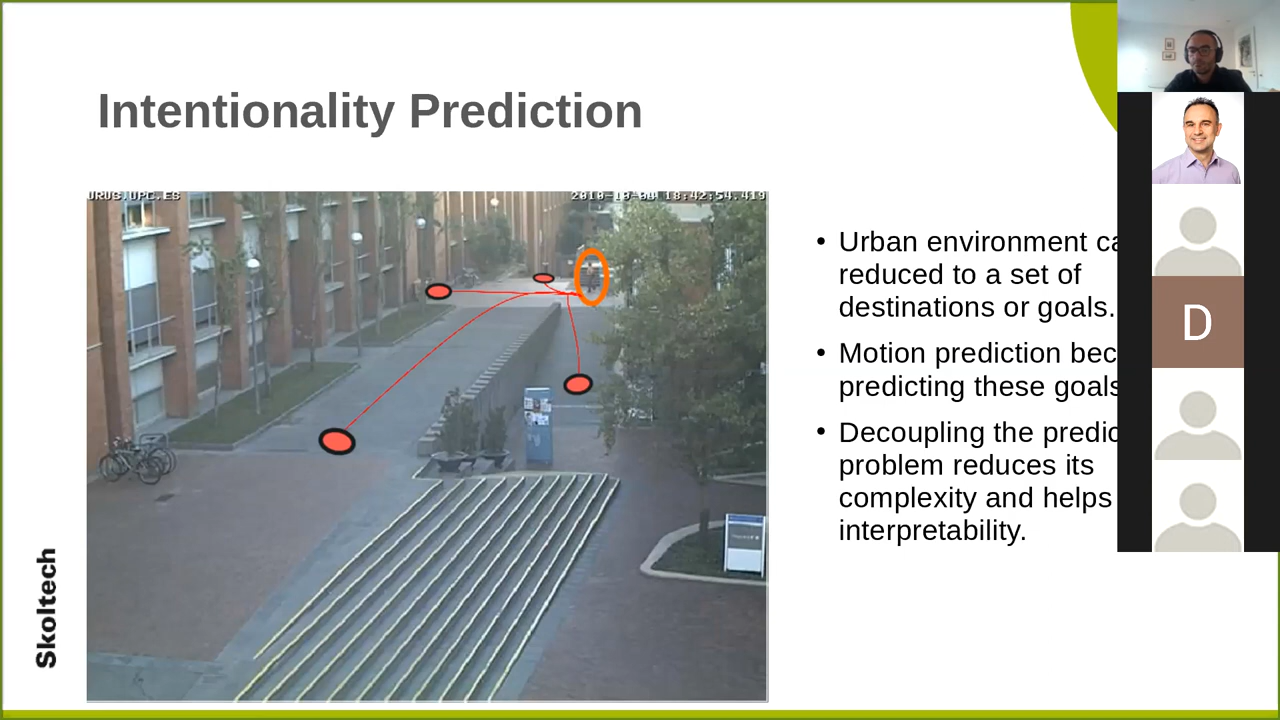 Intentionality Prediction
URUS.UPC.ES
Urban environment ca
reduced to a set of
destinations or goals.
Motion prediction bec
predicting these goals
Decoupling the predic
problem reduces its
complexity and helps
interpretability.
D
Skoltech